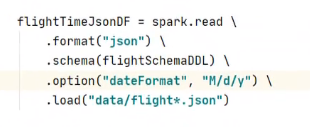 flightTimeJsonDF = spark.read \
    .format("json") \
    .schema(flightSchemaDDL) \
    .option("dateFormat", "M/d/y") \
    .load("data/flight*.json")